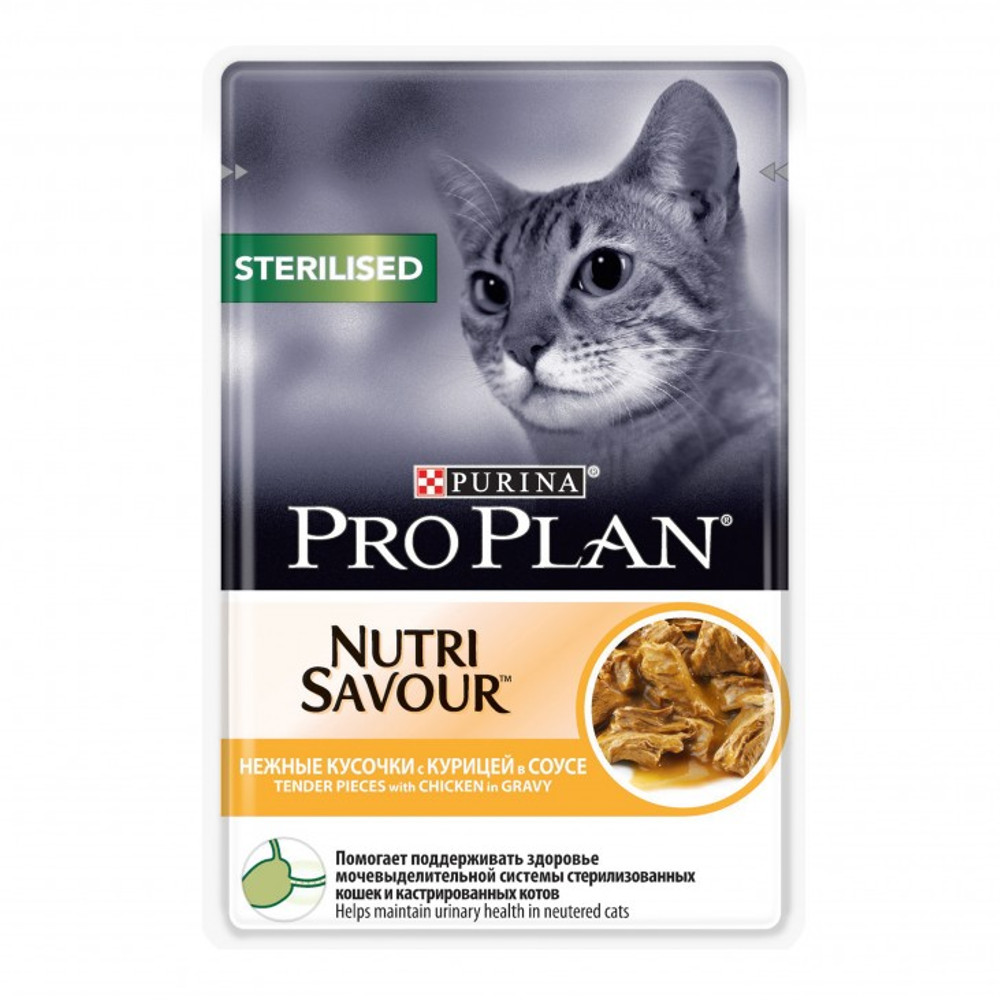 STERILISED
PURINA®
PRO PLAN®
NUTRI
SAVOUR™
НЕЖНЫЕ КУСОЧКИ с КУРИЦЕЙ в СОУСЕ
TENDER PIECES with CHICKEN in GRAVY
Помогает поддерживать здоровье
мочевыделительной системы стерилизованных
кошек и кастрированных котов
Helps maintain urinary health in neutered cats